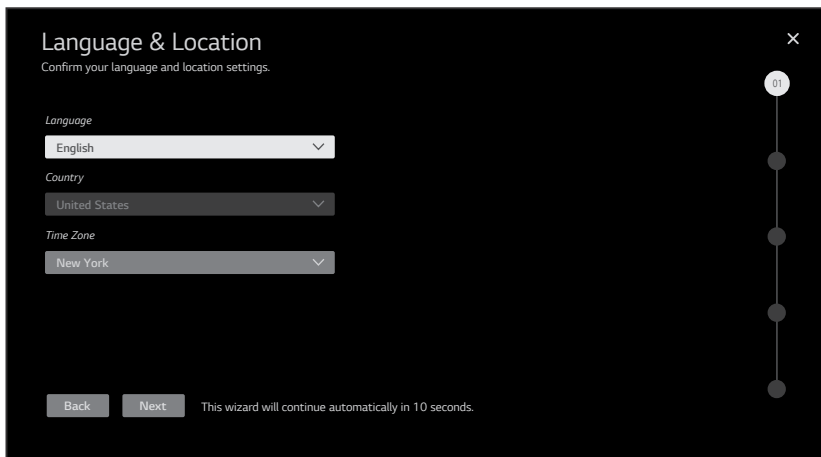 Language & Location
Confirm your language and location settings.
01
Language
English
Country
United States
Time Zone
New York
Back
Next
This wizard will continue automatically in 10 seconds.